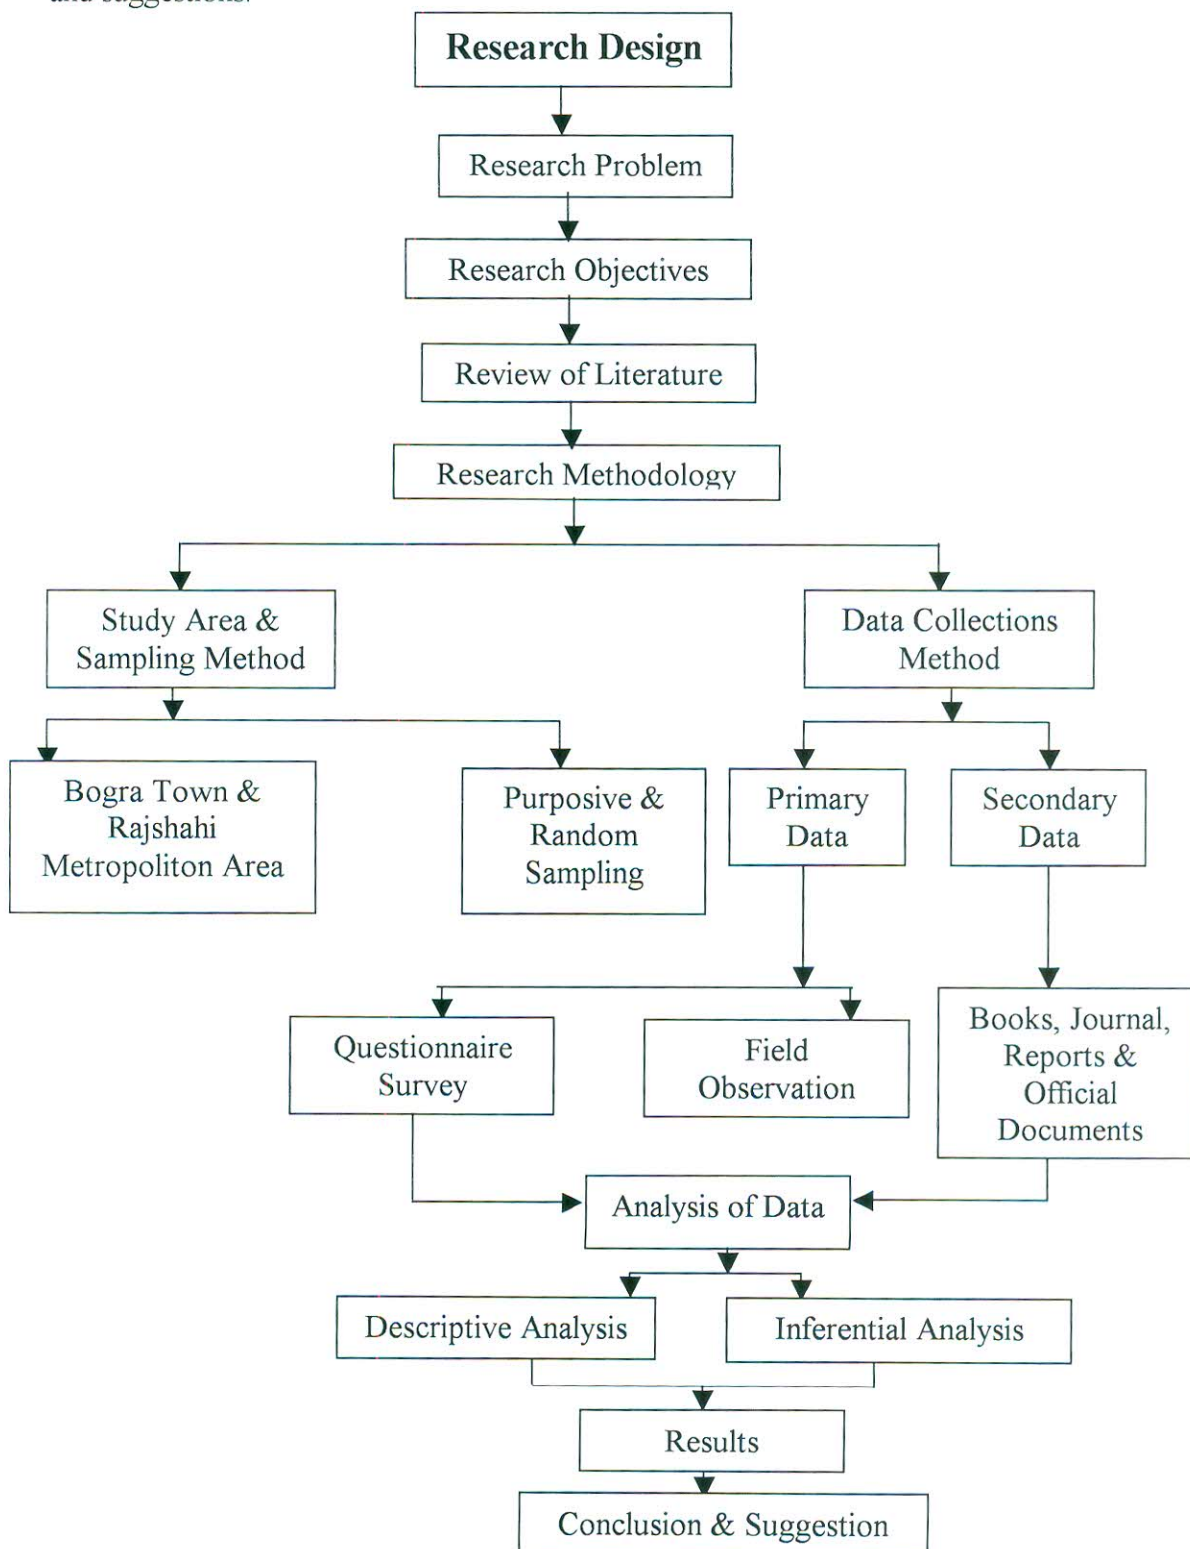 and suggestions.
Research Design
Research Problem
Research Objectives
Review of Literature
Research Methodology
Study Area &
Sampling Method
Data Collections
Method
Bogra Town &
Rajshahi
Metropoliton Area
Purposive &
Random
Sampling
Primary
Data
Secondary
Data
Questionnaire
Survey
Field
Observation
Books, Journal,
Reports &
Official
Documents
Analysis of Data
Descriptive Analysis
Inferential Analysis
Results
Conclusion & Suggestion